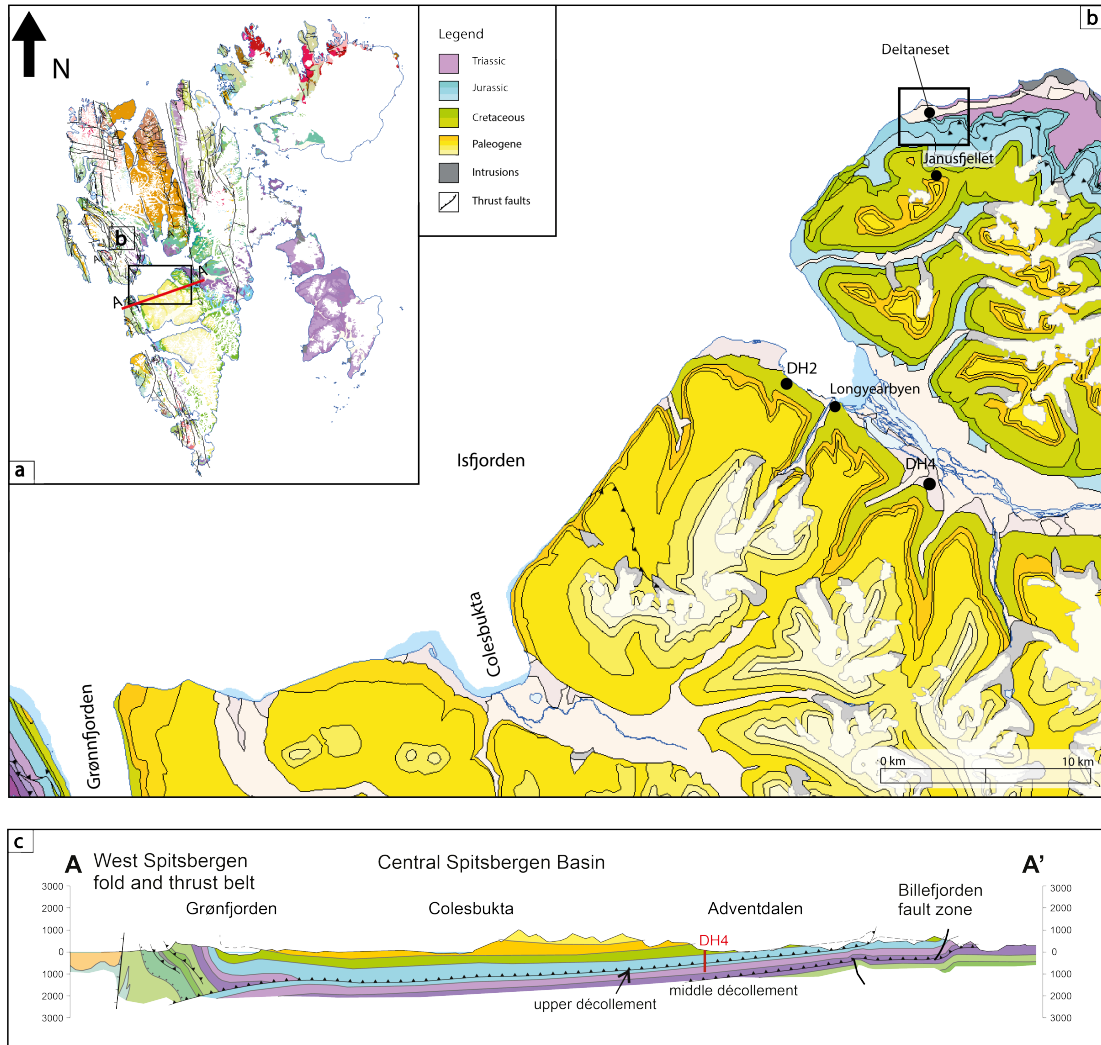 N
b
A
A'
a
Legend
Triassic
Jurassic
Cretaceous
Paleogene
Intrusions
Thrust faults
b
Deltaneset
Janusfjellet
DH2
Longyearbyen
DH4
Isfjorden
Colesbukta
Grønnfjorden
0 km
10 km
c
A
West Spitsbergen
fold and thrust belt
Central Spitsbergen Basin
A’
Grønfjorden
Colesbukta
Adventdalen
Billefjorden
fault zone
DH4
3000
2000
1000
0
1000
2000
3000
3000
2000
1000
0
1000
2000
3000
upper décollement
middle décollement